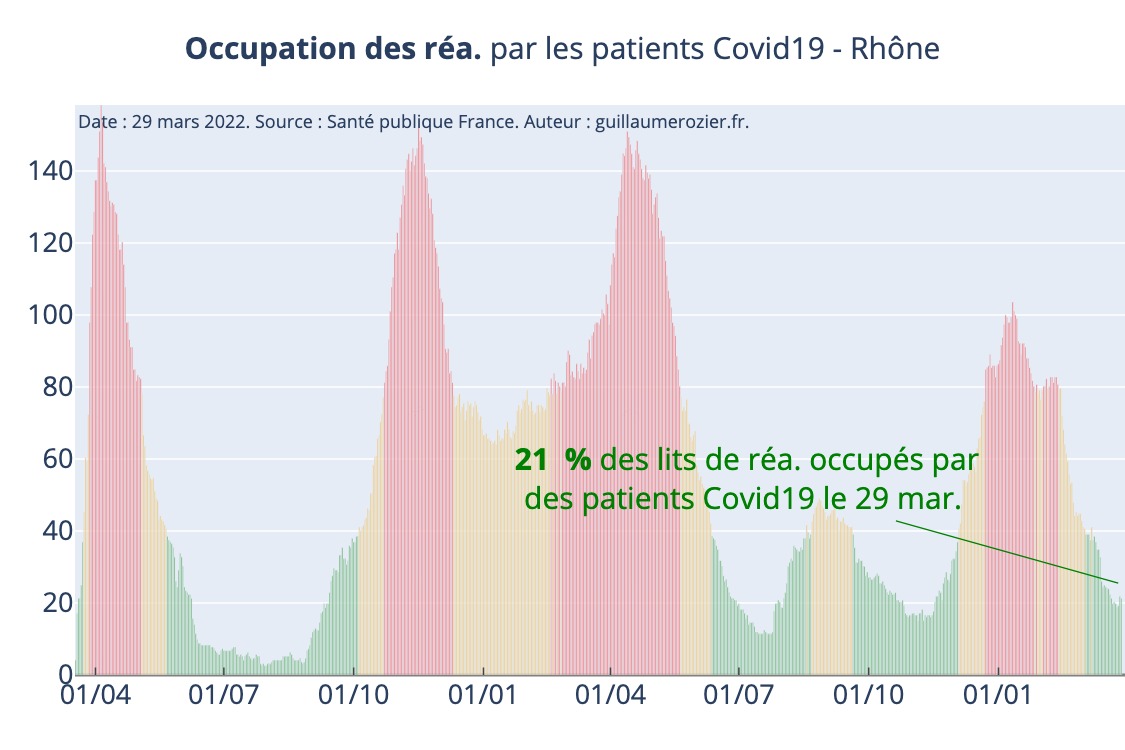 Occupation des réa. par les patients Covid19 - Rhône
Date : 29 mars 2022. Source : Santé publique France. Auteur : guillaumerozier.fr.
140
120
100
80
60
40
20
0
21 % des lits de réa. occupés par
des patients Covid19 le 29 mar.
01/04 01/07 01/10 01/01 01/04 01/07 01/10 01/01